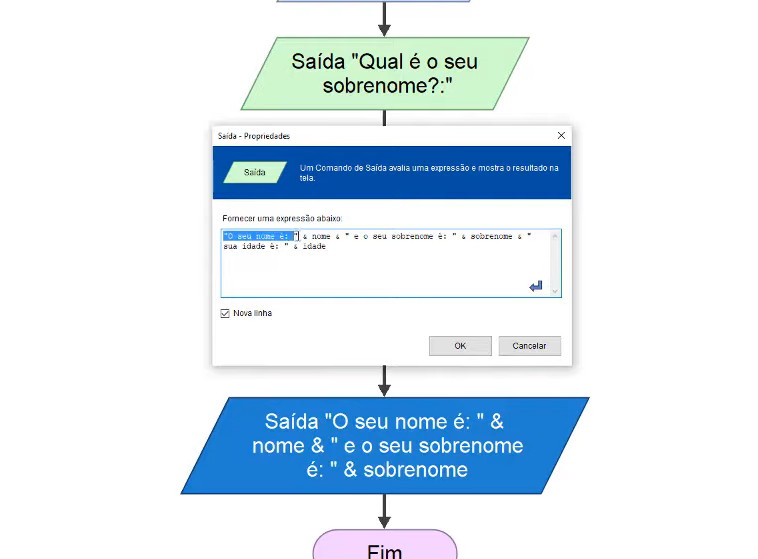 Saída "Qual é o seu
sobrenome?:"
Saída - Propriedades
Saída
Um Comando de Saída avalia uma expressão e mostra o resultado na
tela.
Fornecer uma expressão abaixo:
"O seu nome é: " & nome & " e o seu sobrenome é: " & sobrenome & "
sua idade é: " & idade
Nova linha
OK
Cancelar
Saída "O seu nome é: " &
nome & " e o seu sobrenome
é: " & sobrenome
Fim